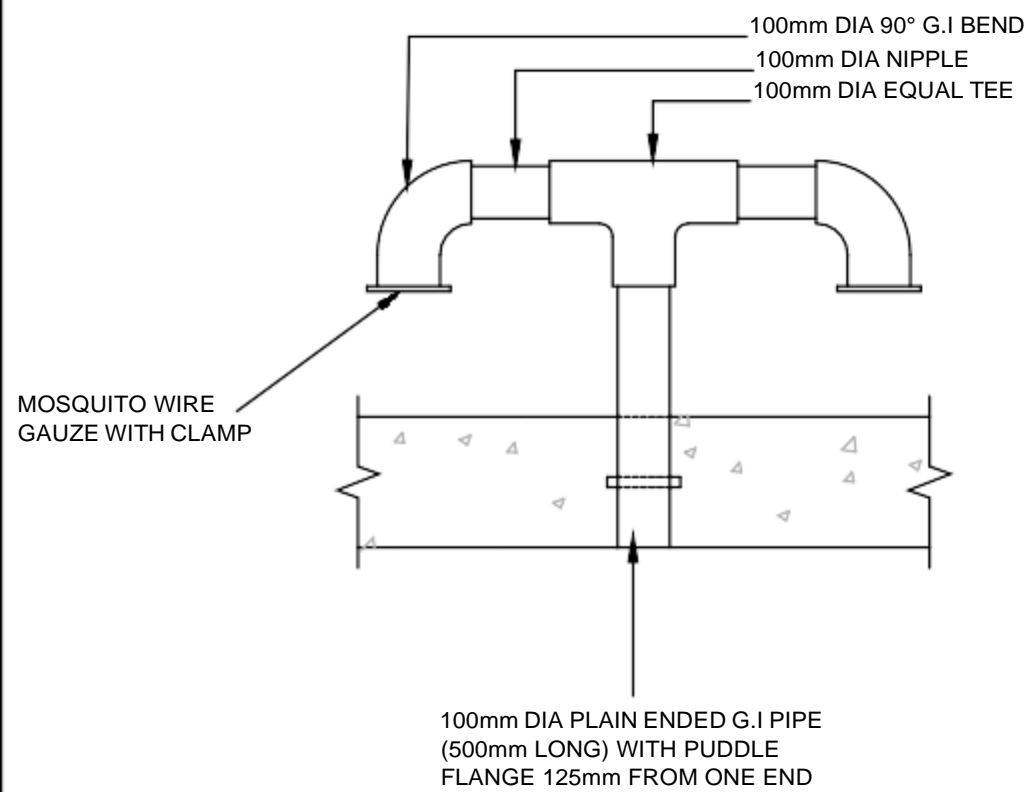 100mm DIA 90° G.I BEND
100mm DIA NIPPLE
100mm DIA EQUAL TEE
MOSQUITO WIRE
GAUZE WITH CLAMP
100mm DIA PLAIN ENDED G.I PIPE
(500mm LONG) WITH PUDDLE
FLANGE 125mm FROM ONE END